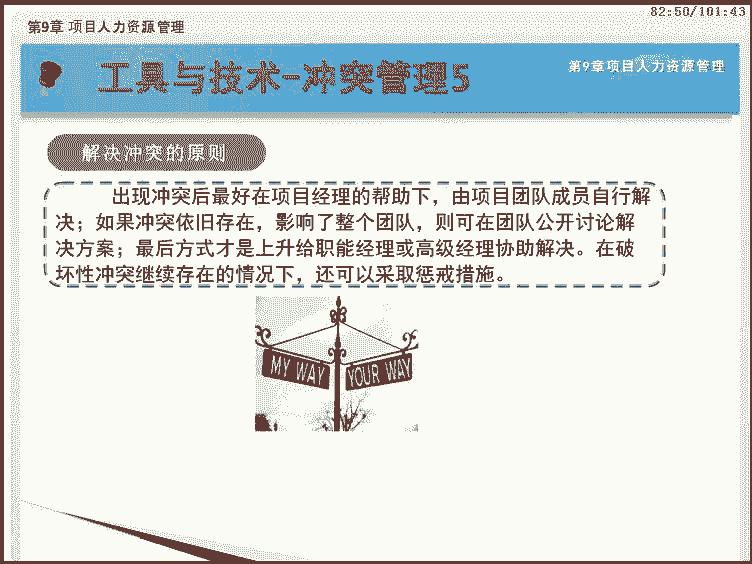 82:50/101:43
第9章 项目人力资源管理
工具与技术-冲突管理5
第9章项目人力资源管理
解决冲突的原则
出现冲突后最好在项目经理的帮助下，由项目团队成员自行解
决；如果冲突依旧存在，影响了整个团队，则可在团队公开讨论解
决方案；最后方式才是上升给职能经理或高级经理协助解决。在破
坏性冲突继续存在的情况下，还可以采取惩戒措施。
MY WAY
YOUR WAY